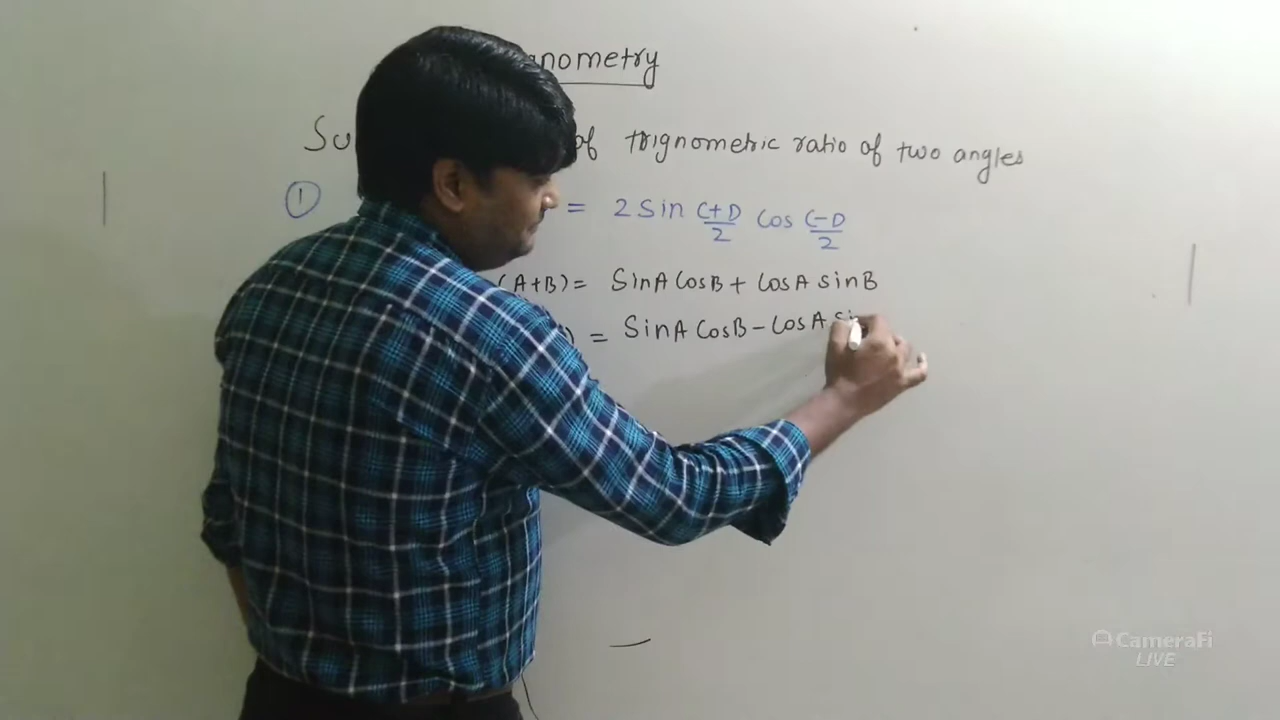 nometry
of trignometric ratio of two angles
① = 2 Sin C+D/2 Cos C-D/2
(A+B) = SinA CosB + CosA sinB
) = SinA CosB - CosA
CameraFi
LIVE